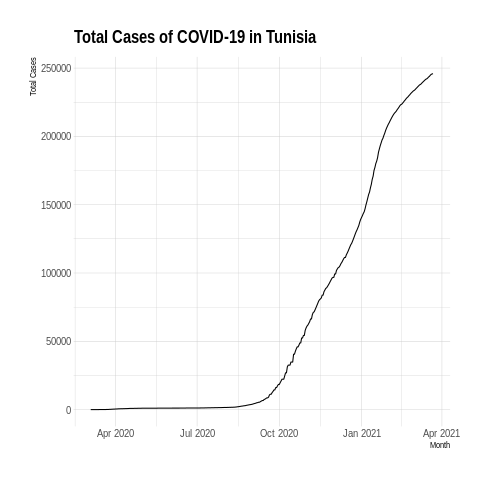 Total Cases of COVID-19 in Tunisia
Total Cases
250000
200000
150000
100000
50000
0
Apr 2020 Jul 2020 Oct 2020 Jan 2021 Apr 2021
Month